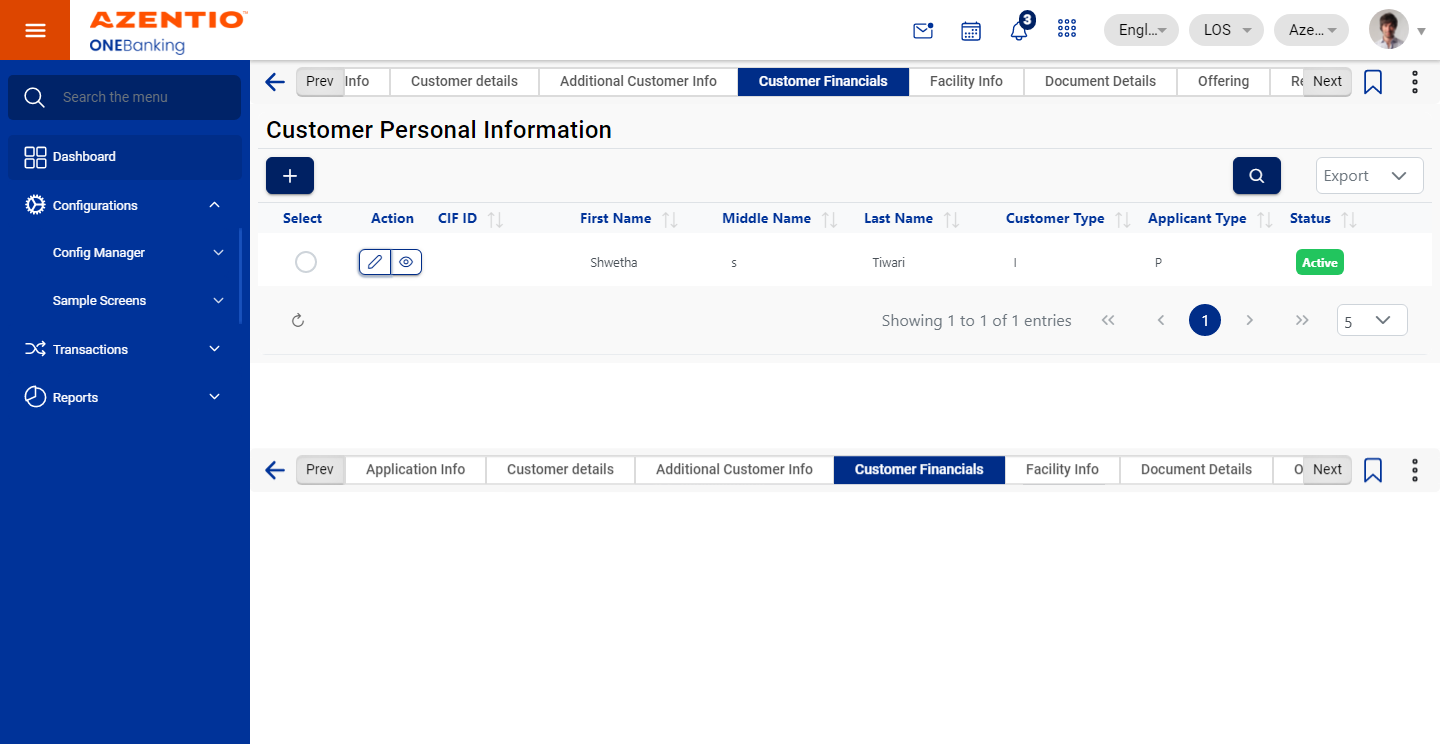 AZENTIO™
ONEBanking
3
Engl...
LOS
Aze...
Search the menu
Dashboard
Configurations
Config Manager
Sample Screens
Transactions
Reports
Prev Info Customer details Additional Customer Info Customer Financials Facility Info Document Details Offering Next
Customer Personal Information
+
Export
Select Action CIF ID First Name Middle Name Last Name Customer Type Applicant Type Status
Shwetha s Tiwari I P Active
Showing 1 to 1 of 1 entries « ‹ 1 › » 5
Prev Application Info Customer details Additional Customer Info Customer Financials Facility Info Document Details O Next